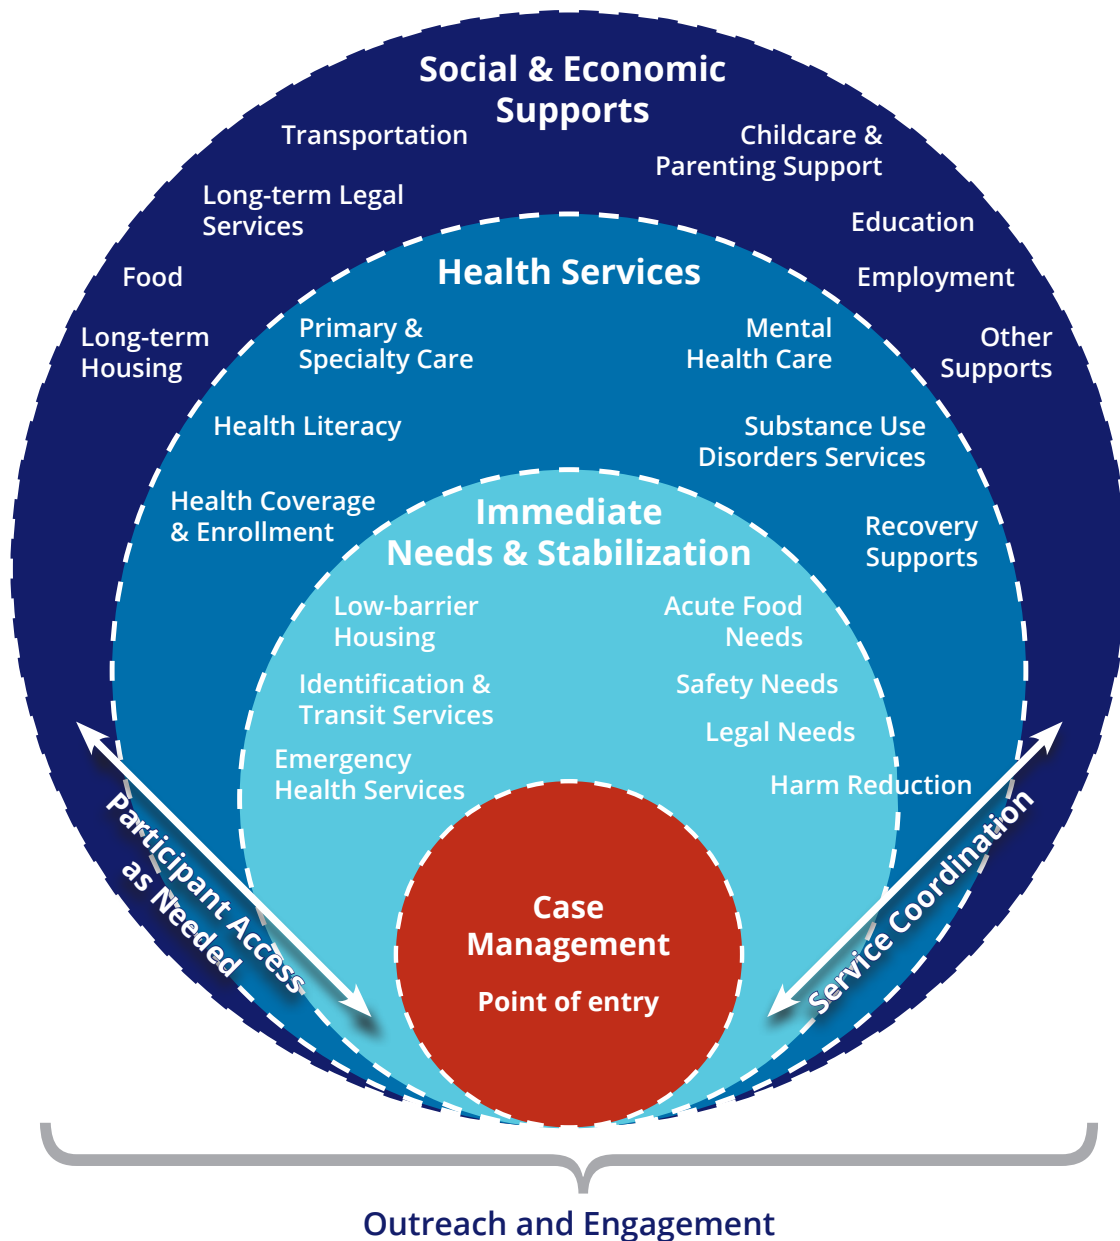 Social & Economic
Supports
Transportation
Childcare &
Parenting Support
Long-term Legal
Services
Education
Food
Employment
Long-term
Housing
Other
Supports
Health Services
Primary &
Specialty Care
Mental
Health Care
Health Literacy
Substance Use
Disorders Services
Health Coverage
& Enrollment
Recovery
Supports
Immediate
Needs & Stabilization
Low-barrier
Housing
Acute Food
Needs
Identification &
Transit Services
Safety Needs
Legal Needs
Emergency
Health Services
Harm Reduction
Participant Access
as Needed
Service Coordination
Case
Management
Point of entry
Outreach and Engagement